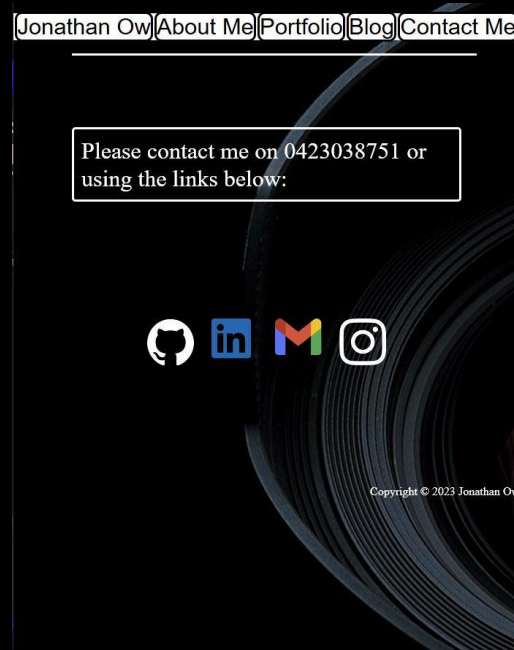 Jonathan Ow About Me Portfolio Blog Contact Me
Please contact me on 0423038751 or
using the links below:
in
Copyright © 2023 Jonathan Ow